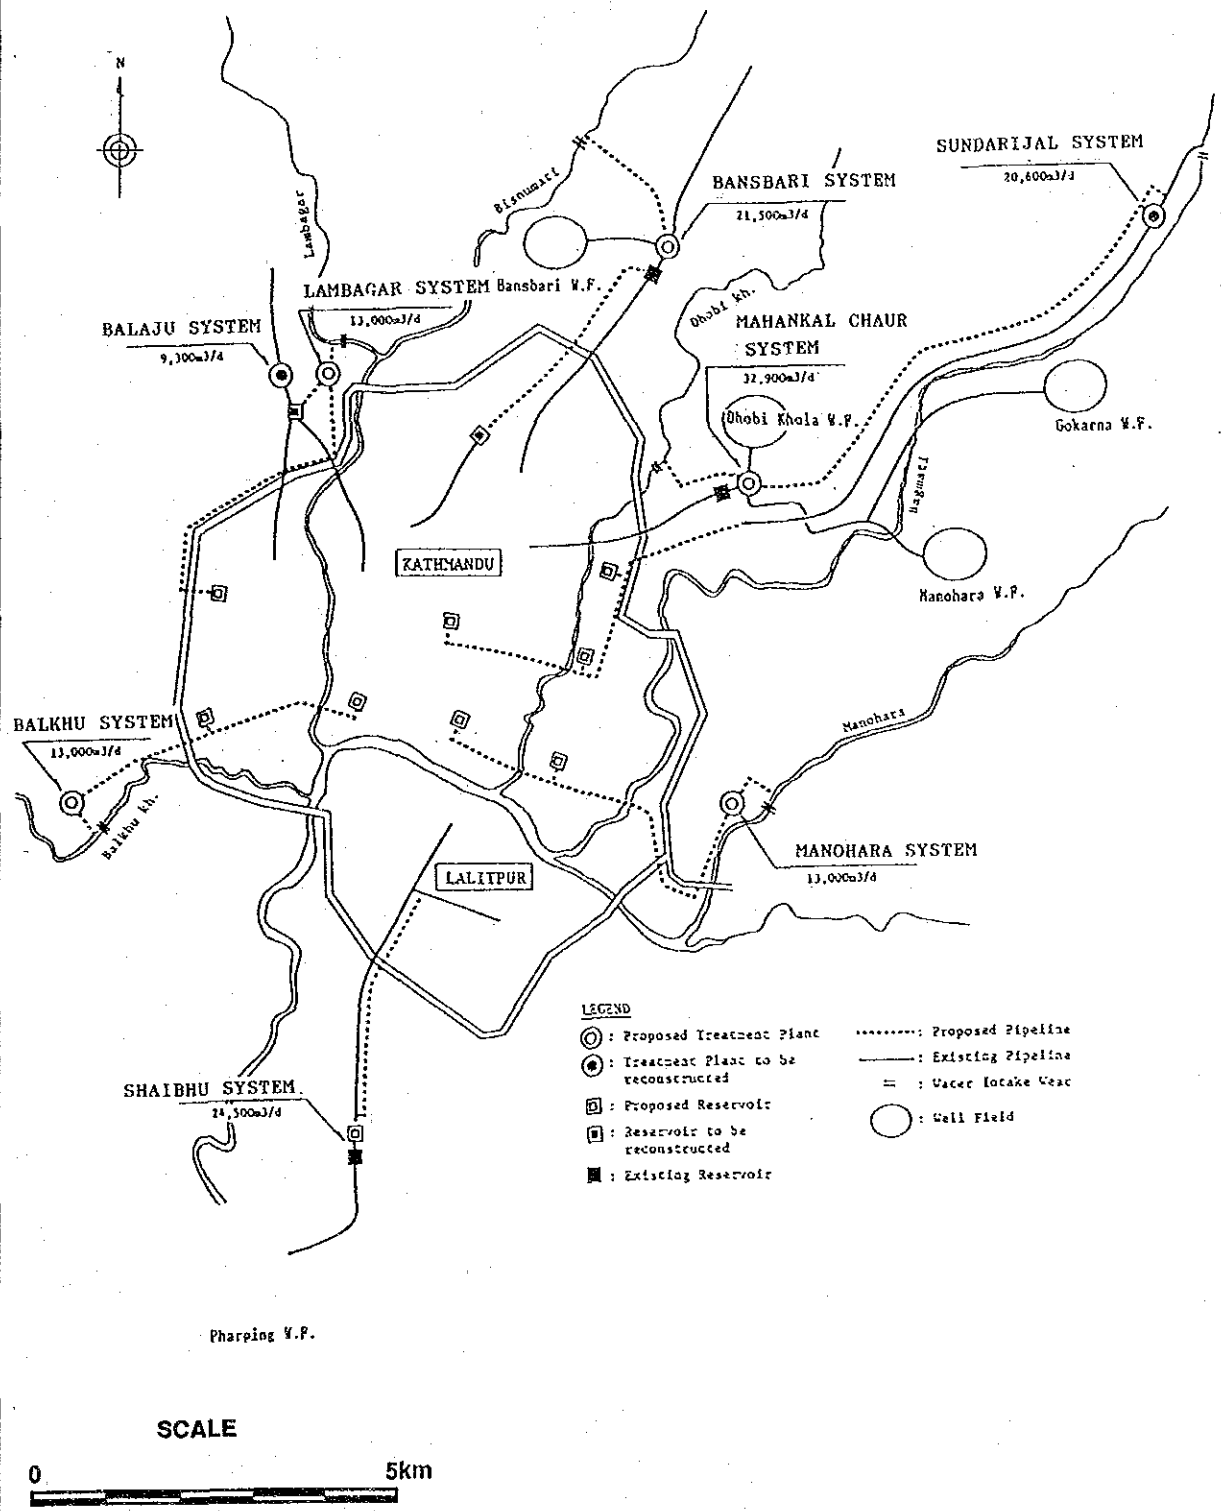 N
SUNDARIJAL SYSTEM
20,600m3/d
BANSBARI SYSTEM
21,500m3/d
Bisnumati
Lambagar
LAMBAGAR SYSTEM
13,000m3/d
Bansbari W.F.
Dhobi kh.
BALAJU SYSTEM
9,300m3/d
MAHANKAL CHAUR
SYSTEM
32,900m3/d
Dhobi Khola W.F.
Gokarna W.F.
Bagmati
KATHMANDU
Manohara W.F.
Manohara
BALKHU SYSTEM
13,000m3/d
Balkhu kh.
MANOHARA SYSTEM
13,000m3/d
LALITPUR
SHAIBHU SYSTEM
24,500m3/d
LEGEND
: Proposed Treatment Plant
: Treatment Plant to be
reconstructed
: Proposed Reservoir
: Reservoir to be
reconstructed
: Existing Reservoir
: Proposed Pipeline
: Existing Pipeline
: Water Intake Wear
: Well Field
Pharping W.F.
SCALE
0 5km